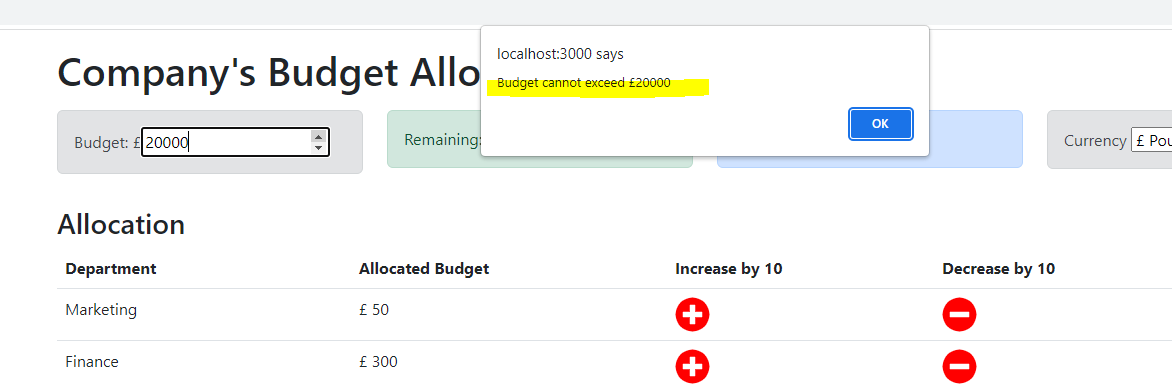 localhost:3000 says
Budget cannot exceed £20000
OK
Company's Budget Allo
Budget: £ 20000
Remaining:
Currency £ Pou
Allocation
Department Allocated Budget Increase by 10 Decrease by 10
Marketing £ 50
Finance £ 300